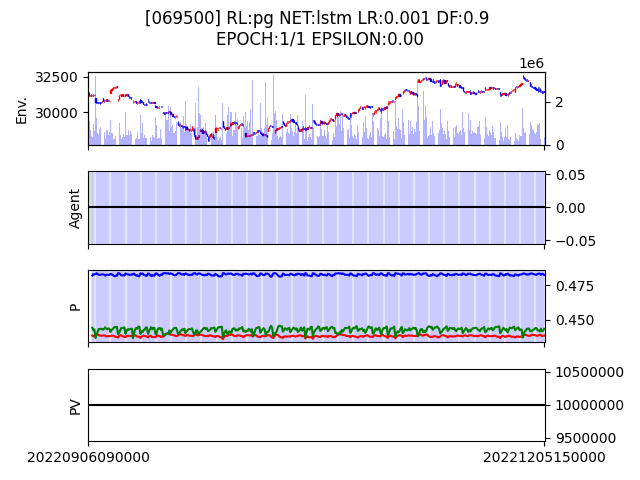 [069500] RL:pg NET:lstm LR:0.001 DF:0.9
EPOCH:1/1 EPSILON:0.00
1e6
32500
30000
Env.
2
0
Agent
0.05
0.00
−0.05
P
0.475
0.450
PV
10500000
10000000
9500000
20220906090000
20221205150000